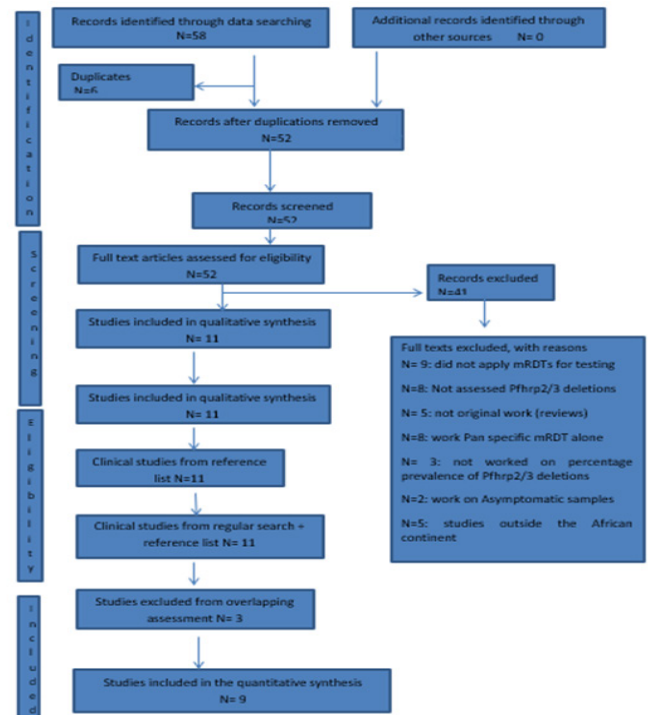 Identification
Records identified through data searching
N=58
Additional records identified through
other sources N= 0
Duplicates
N=6
Records after duplications removed
N=52
Records screened
N=52
Screening
Full text articles assessed for eligibility
N=52
Records excluded
N=41
Studies included in qualitative synthesis
N= 11
Full texts excluded, with reasons
N= 9: did not apply mRDTs for testing
N=8: Not assessed Pfhrp2/3 deletions
N= 5: not original work (reviews)
N=8: work Pan specific mRDT alone
N= 3: not worked on percentage
prevalence of Pfhrp2/3 deletions
N=2: work on Asymptomatic samples
N=5: studies outside the African
continent
Studies included in qualitative synthesis
N= 11
Eligibility
Clinical studies from reference
list N=11
Clinical studies from regular search +
reference list N= 11
Studies excluded from overlapping
assessment N= 3
Included
Studies included in the quantitative synthesis
N= 9